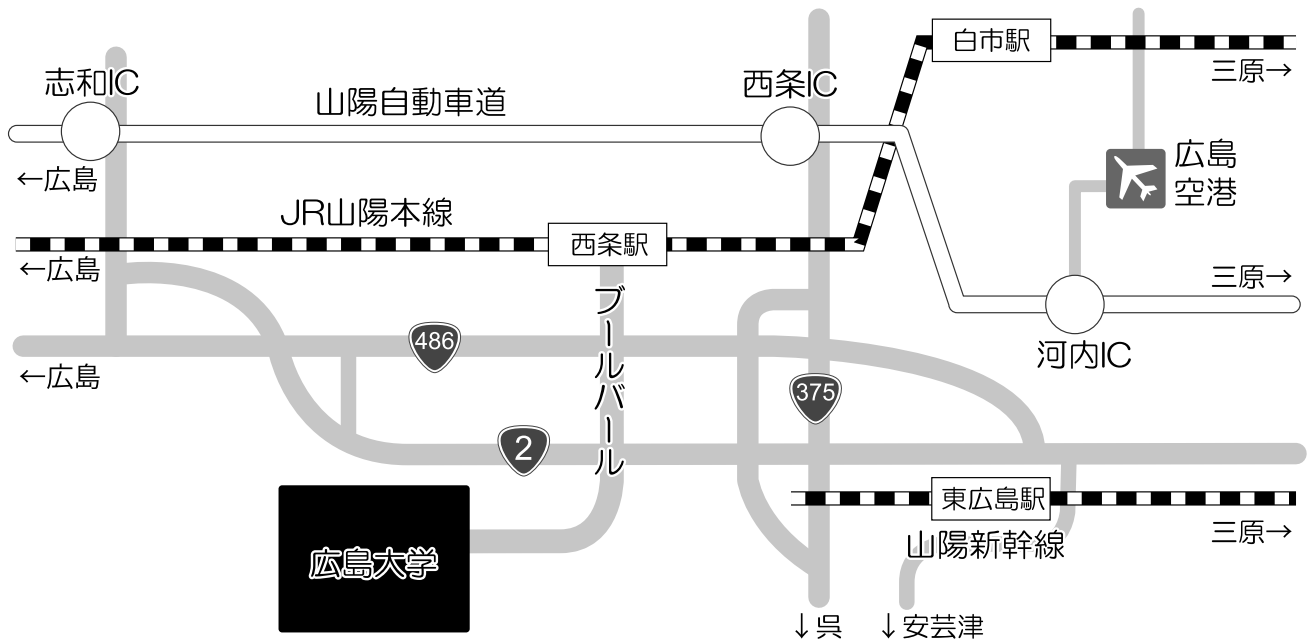 白市駅
三原→
志和IC
西条IC
山陽自動車道
広島
空港
←広島
JR山陽本線
西条駅
←広島
三原→
ブールバール
486
河内IC
←広島
375
2
東広島駅
三原→
山陽新幹線
広島大学
↓呉
↓安芸津